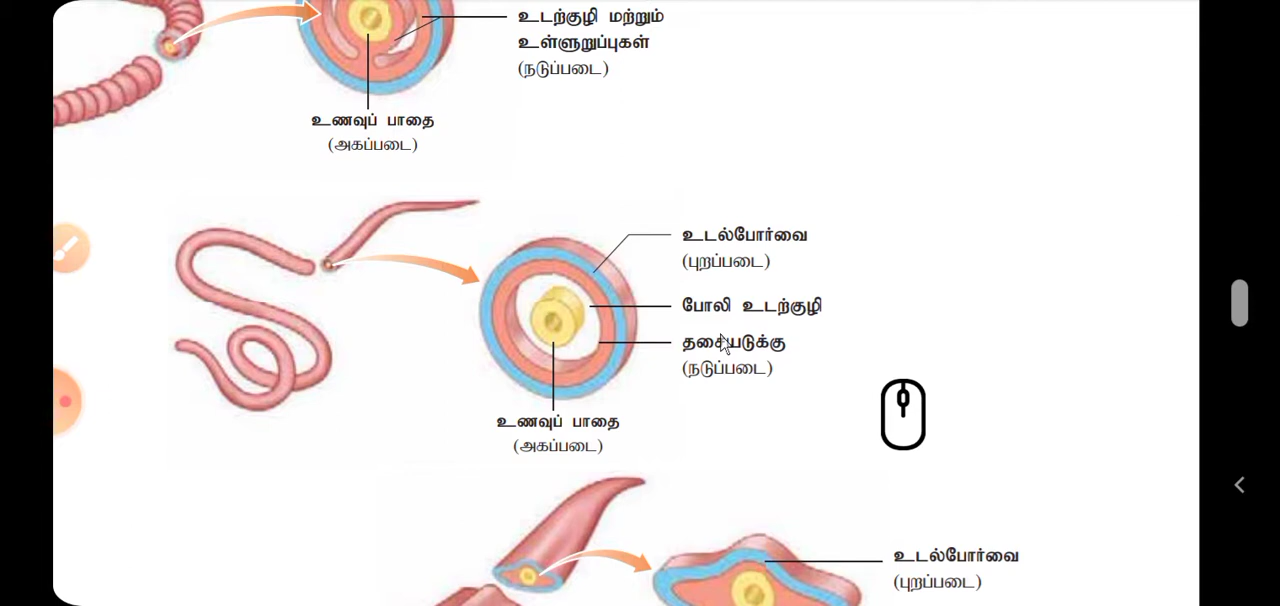 உடற்குழி மற்றும்
உள்ளுறுப்புகள்
(நடுப்படை)
உணவுப் பாதை
(அகப்படை)
உடல்போர்வை
(புறப்படை)
போலி உடற்குழி
தசையடுக்கு
(நடுப்படை)
உணவுப் பாதை
(அகப்படை)
உடல்போர்வை
(புறப்படை)